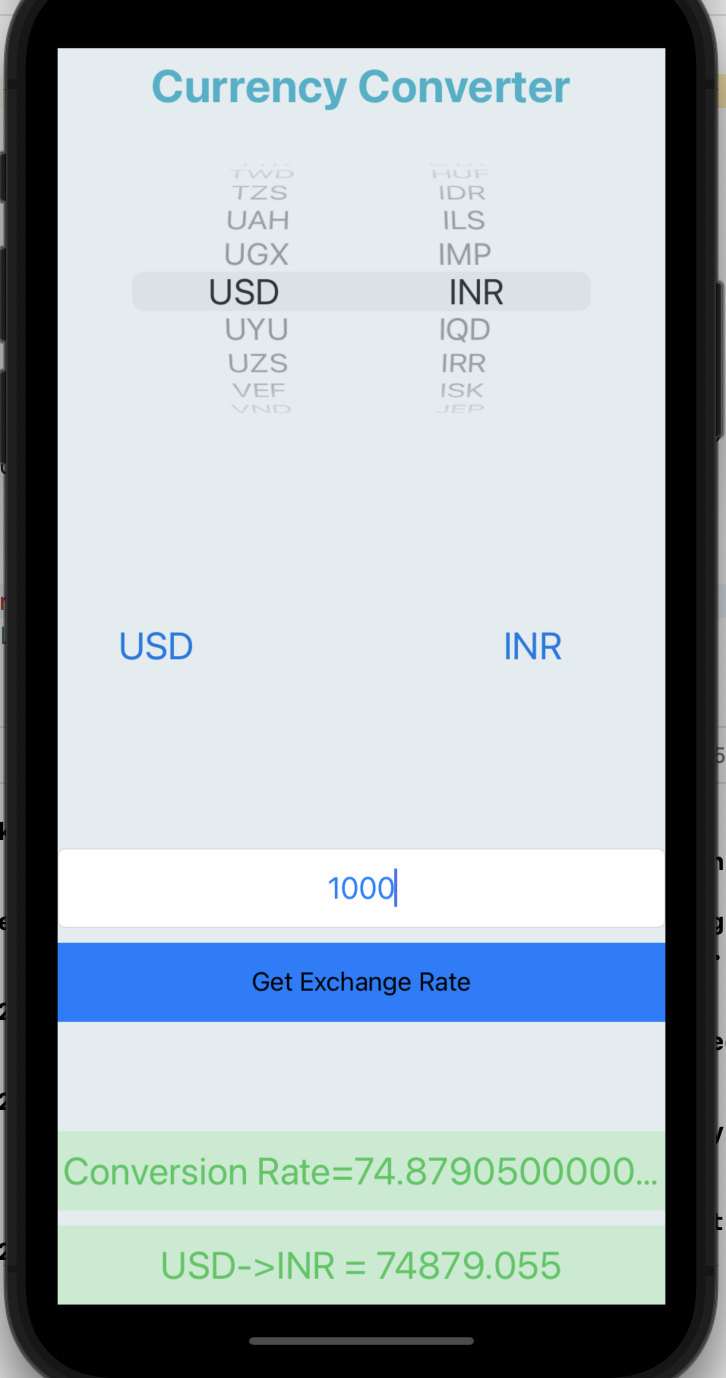 Currency Converter
TWD HUF
TZS IDR
UAH ILS
UGX IMP
USD INR
UYU IQD
UZS IRR
VEF ISK
VND JEP
USD INR
1000
Get Exchange Rate
Conversion Rate=74.8790500000...
USD->INR = 74879.055